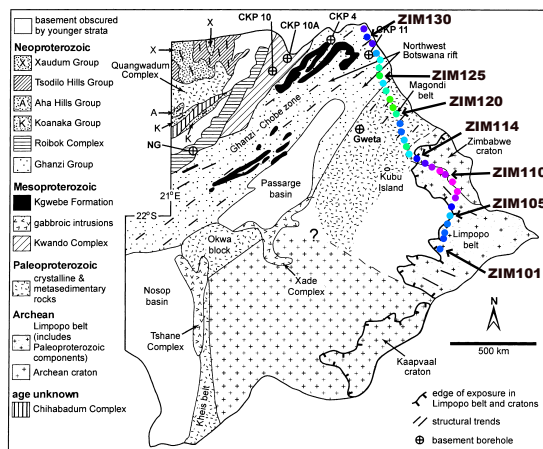 basement obscured
by younger strata
Neoproterozoic
X Xaudum Group
Tsodilo Hills Group
A Aha Hills Group
K Koanaka Group
Roibok Complex
Ghanzi Group
Mesoproterozoic
Kgwebe Formation
gabbroic intrusions
Kwando Complex
Paleoproterozoic
crystalline &
metasedimentary
rocks
Archean
Limpopo belt
(includes
Paleoproterozoic
components)
Archean craton
age unknown
Chihabadum Complex
X
X
Quangwadum
Complex
A
K
K
NG
21°E
22°S
CKP 10
CKP 10A
CKP 4
CKP 11
ZIM130
Northwest
Botswana rift
ZIM125
Magondi
belt
ZIM120
ZIM114
Zimbabwe
craton
ZIM110
ZIM105
Limpopo
belt
ZIM101
Ghanzi
Chobe zone
Gweta
Kubu
Island
Passarge
basin
Okwa
block
?
Xade
Complex
Nosop
basin
Tshane
Complex
Kheis belt
Kaapvaal
craton
N
500 km
edge of exposure in
Limpopo belt and cratons
structural trends
basement borehole